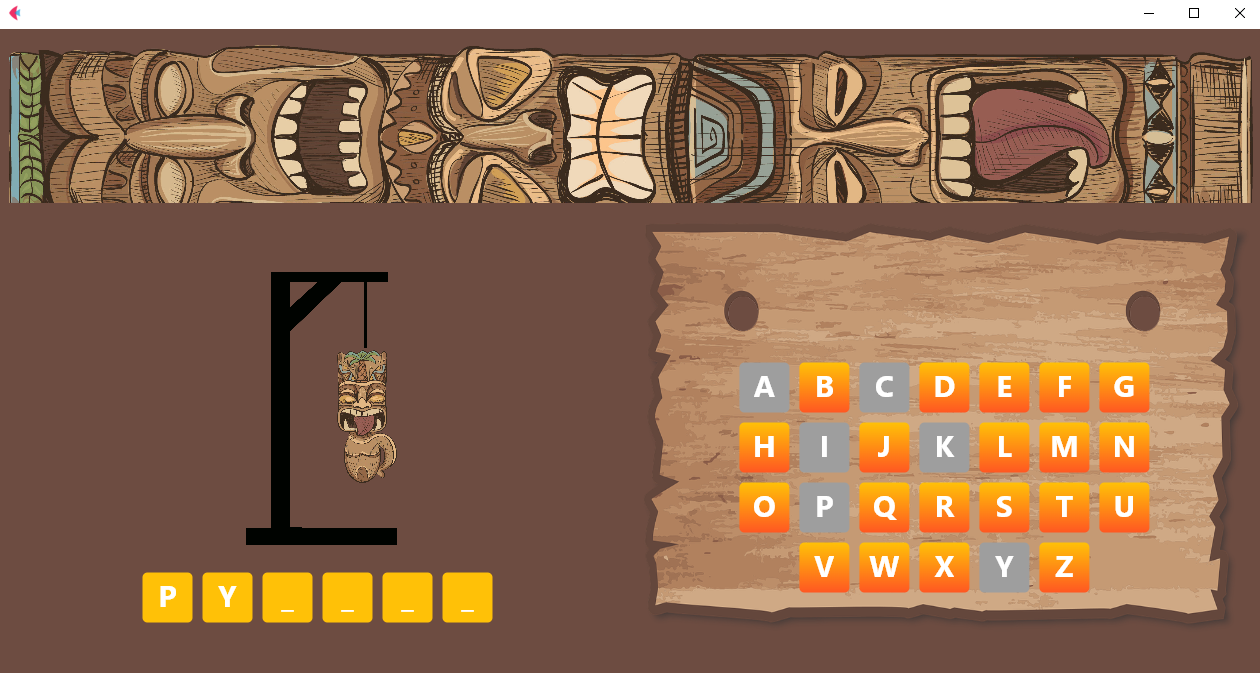 A B C D E F G
H I J K L M N
O P Q R S T U
V W X Y Z
P Y _ _ _ _